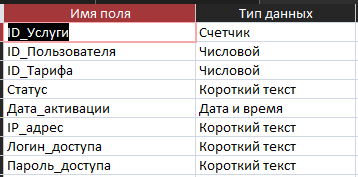 Имя поля Тип данных
ID_Услуги Счетчик
ID_Пользователя Числовой
ID_Тарифа Числовой
Статус Короткий текст
Дата_активации Дата и время
IP_адрес Короткий текст
Логин_доступа Короткий текст
Пароль_доступа Короткий текст